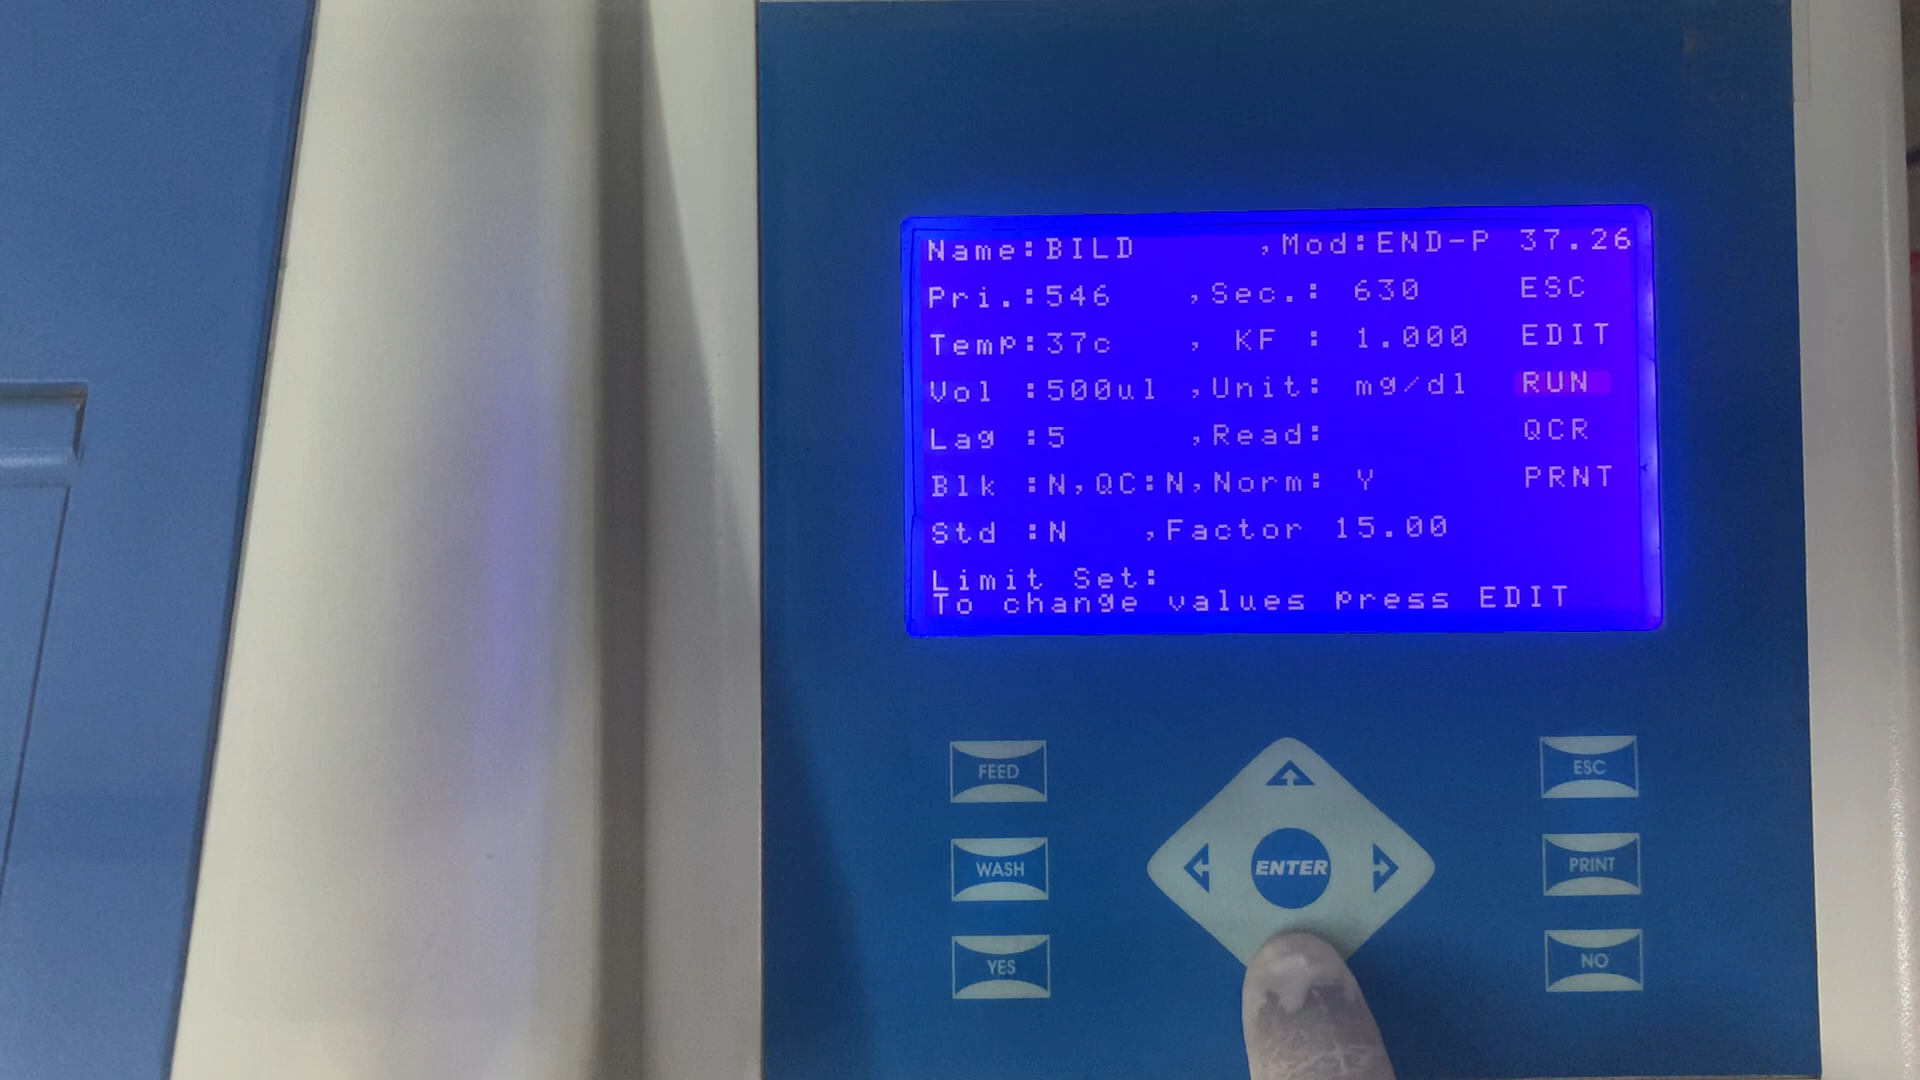 Name:BILD ,Mod:END-P 37.26
Pri.:546 ,Sec.: 630 ESC
Temp:37c , KF : 1.000 EDIT
Vol :500ul ,Unit: mg/dl RUN
Lag :5 ,Read: QCR
Blk :N,QC:N,Norm: Y PRNT
Std :N ,Factor 15.00
Limit Set:
To change values press EDIT
FEED
ESC
WASH
ENTER
PRINT
YES
NO